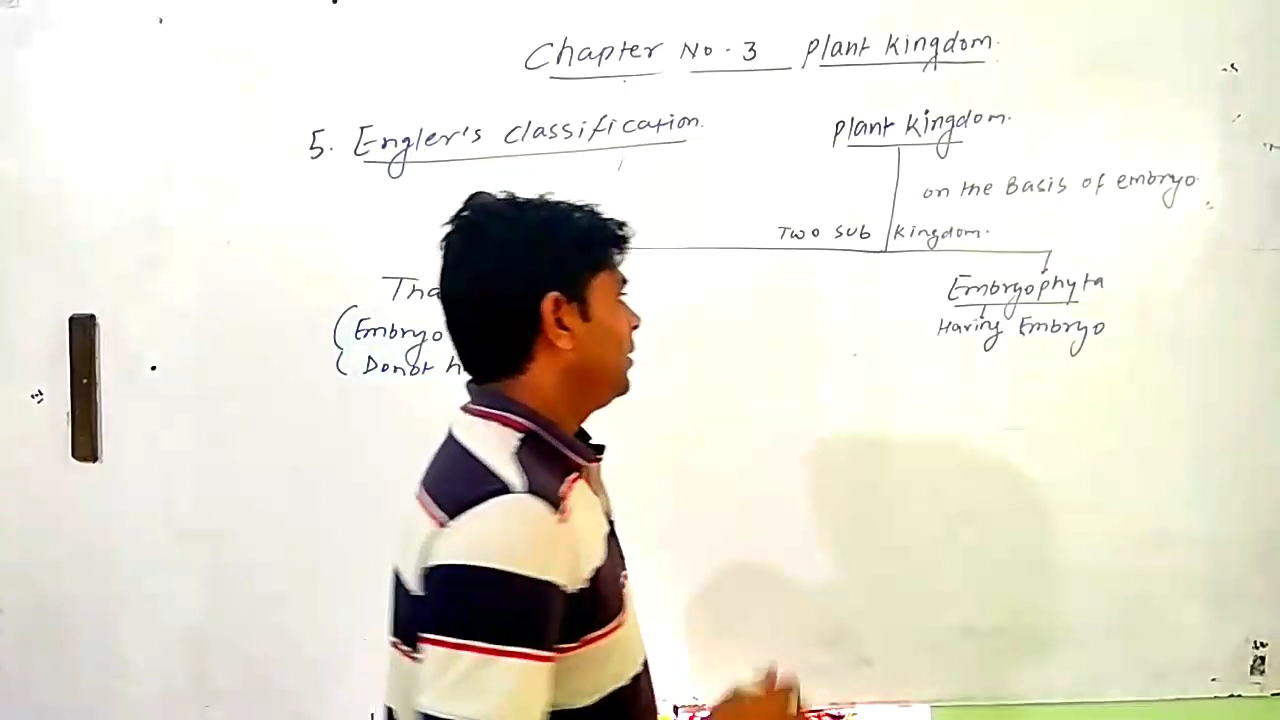 Chapter No. 3 Plant Kingdom.
5. Engler's classification.
Plant Kingdom.
on the Basis of embryo.
Two sub Kingdom.
Embryophyta
(Embryo
Having Embryo
( Donot